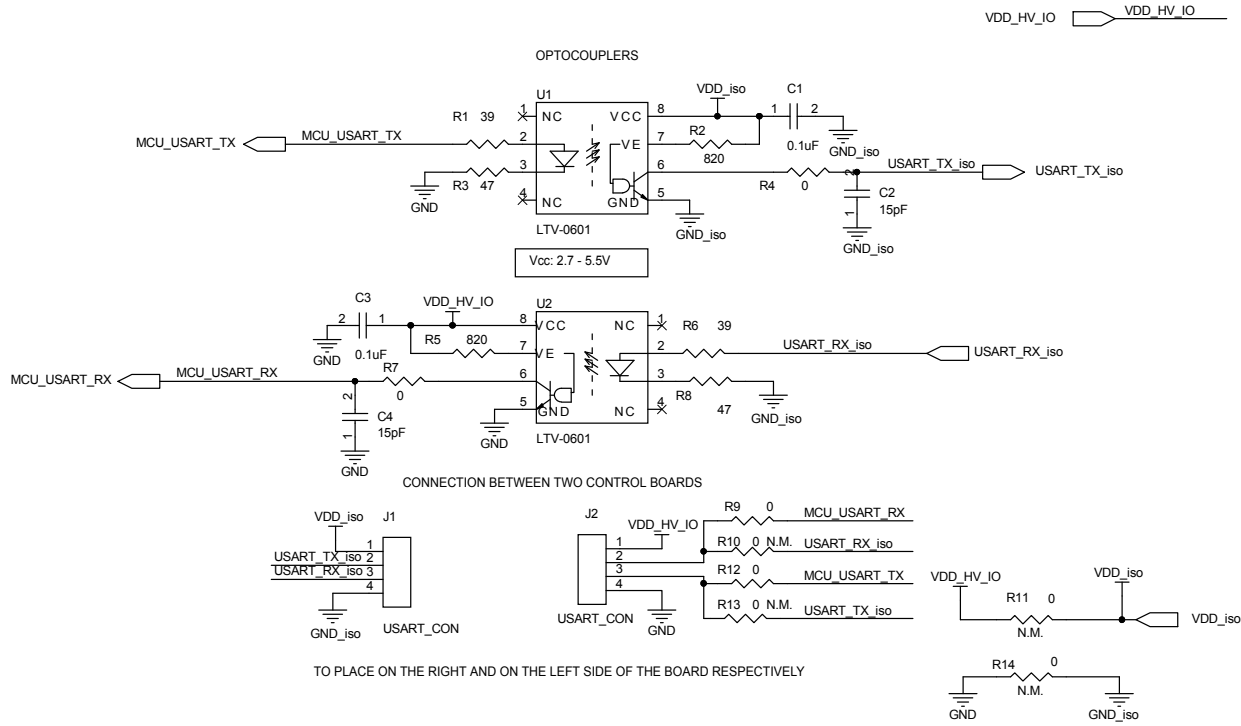 VDD_HV_IO VDD_HV_IO
OPTOCOUPLERS
U1
VDD_iso
C1
1 NC
VCC 8
1 2
R1 39
MCU_USART_TX
MCU_USART_TX
2
VE 7
R2
820
0.1uF
GND_iso
3
R3 47
GND
6
R4
0
USART_TX_iso
USART_TX_iso
2
C2
15pF
1
GND_iso
4 NC
GND 5
GND_iso
LTV-0601
Vcc: 2.7 - 5.5V
C3
VDD_HV_IO
U2
2 1
0.1uF
GND
8 VCC
NC 1
R6 39
R5 820
7 VE
2
USART_RX_iso
USART_RX_iso
MCU_USART_RX
MCU_USART_RX
R7
0
6
3
R8
47
GND_iso
2
C4
15pF
1
GND
5 GND
GND
NC 4
LTV-0601
CONNECTION BETWEEN TWO CONTROL BOARDS
VDD_iso
J1
1
USART_TX_iso 2
USART_RX_iso 3
4
GND_iso
USART_CON
J2
VDD_HV_IO
1
2
3
4
USART_CON
GND
R9 0 MCU_USART_RX
R10 0 N.M. USART_RX_iso
R12 0 MCU_USART_TX
R13 0 N.M. USART_TX_iso
VDD_HV_IO
VDD_iso
R11 0
N.M.
VDD_iso
TO PLACE ON THE RIGHT AND ON THE LEFT SIDE OF THE BOARD RESPECTIVELY
R14 0
N.M.
GND
GND_iso